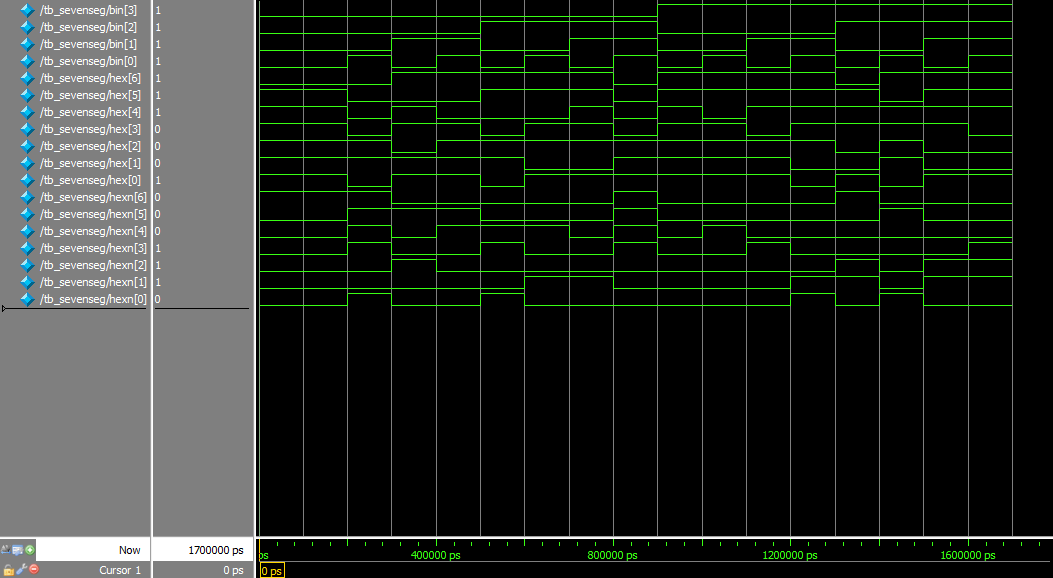 /tb_sevenseg/bin[3] 1
/tb_sevenseg/bin[2] 1
/tb_sevenseg/bin[1] 1
/tb_sevenseg/bin[0] 1
/tb_sevenseg/hex[6] 1
/tb_sevenseg/hex[5] 1
/tb_sevenseg/hex[4] 1
/tb_sevenseg/hex[3] 0
/tb_sevenseg/hex[2] 0
/tb_sevenseg/hex[1] 0
/tb_sevenseg/hex[0] 1
/tb_sevenseg/hexn[6] 0
/tb_sevenseg/hexn[5] 0
/tb_sevenseg/hexn[4] 0
/tb_sevenseg/hexn[3] 1
/tb_sevenseg/hexn[2] 1
/tb_sevenseg/hexn[1] 1
/tb_sevenseg/hexn[0] 0
Now 1700000 ps ps 400000 ps 800000 ps 1200000 ps 1600000 ps
Cursor 1 0 ps 0 ps